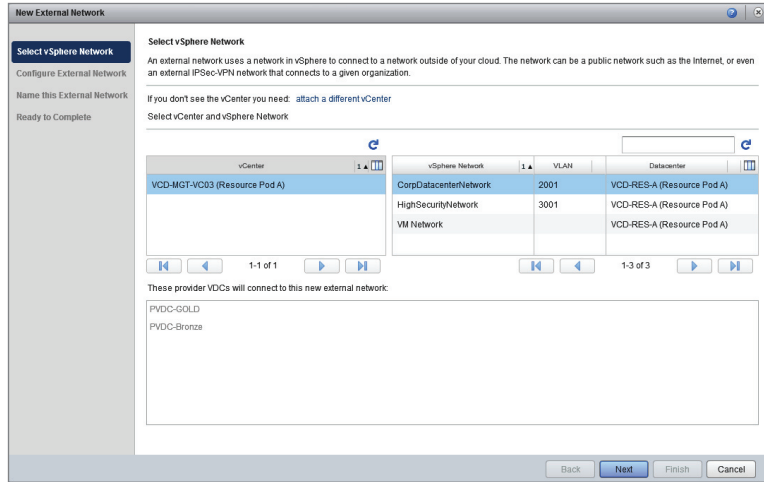 New External Network
Select vSphere Network
Configure External Network
Name this External Network
Ready to Complete
Select vSphere Network
An external network uses a network in vSphere to connect to a network outside of your cloud. The network can be a public network such as the Internet, or even
an external IPSec-VPN network that connects to a given organization.
If you don't see the vCenter you need: attach a different vCenter
Select vCenter and vSphere Network
vCenter 1
VCD-MGT-VC03 (Resource Pod A)
1-1 of 1
vSphere Network 1 VLAN Datacenter
CorpDatacenterNetwork 2001 VCD-RES-A (Resource Pod A)
HighSecurityNetwork 3001 VCD-RES-A (Resource Pod A)
VM Network VCD-RES-A (Resource Pod A)
1-3 of 3
These provider VDCs will connect to this new external network:
PVDC-GOLD
PVDC-Bronze
Back Next Finish Cancel